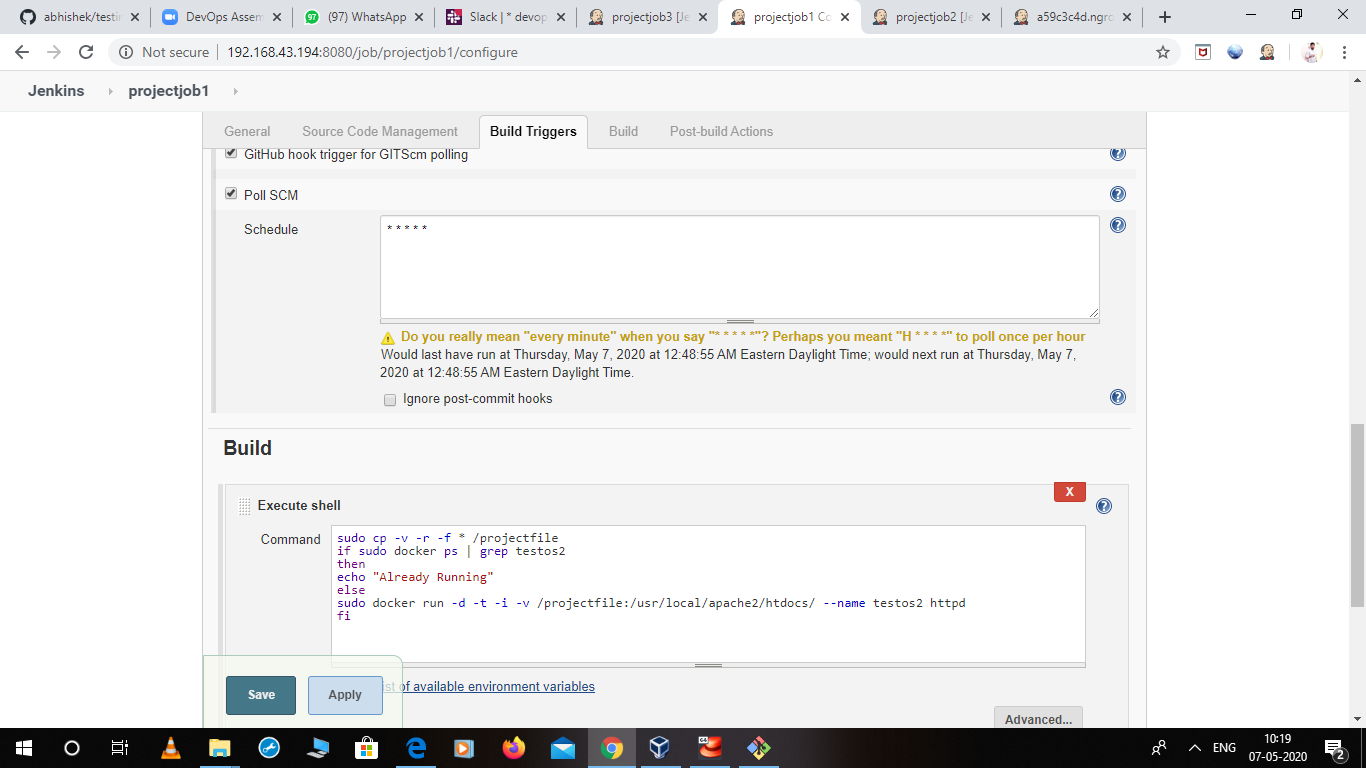 abhishek/testin
DevOps Assem
(97) WhatsApp
Slack | * devop
projectjob3 [Je
projectjob1 Co
projectjob2 [Je
a59c3c4d.ngro
Not secure
192.168.43.194:8080/job/projectjob1/configure
Jenkins
projectjob1
General
Source Code Management
Build Triggers
Build
Post-build Actions
GitHub hook trigger for GITScm polling
Poll SCM
Schedule
* * * * *
Do you really mean "every minute" when you say "* * * * *"? Perhaps you meant "H * * * *" to poll once per hour
Would last have run at Thursday, May 7, 2020 at 12:48:55 AM Eastern Daylight Time; would next run at Thursday, May 7,
2020 at 12:48:55 AM Eastern Daylight Time.
Ignore post-commit hooks
Build
X
Execute shell
Command
sudo cp -v -r -f * /projectfile
if sudo docker ps | grep testos2
then
echo "Already Running"
else
sudo docker run -d -t -i -v /projectfile:/usr/local/apache2/htdocs/ --name testos2 httpd
fi
Save
Apply
ist of available environment variables
Advanced...
ENG
10:19
07-05-2020
2